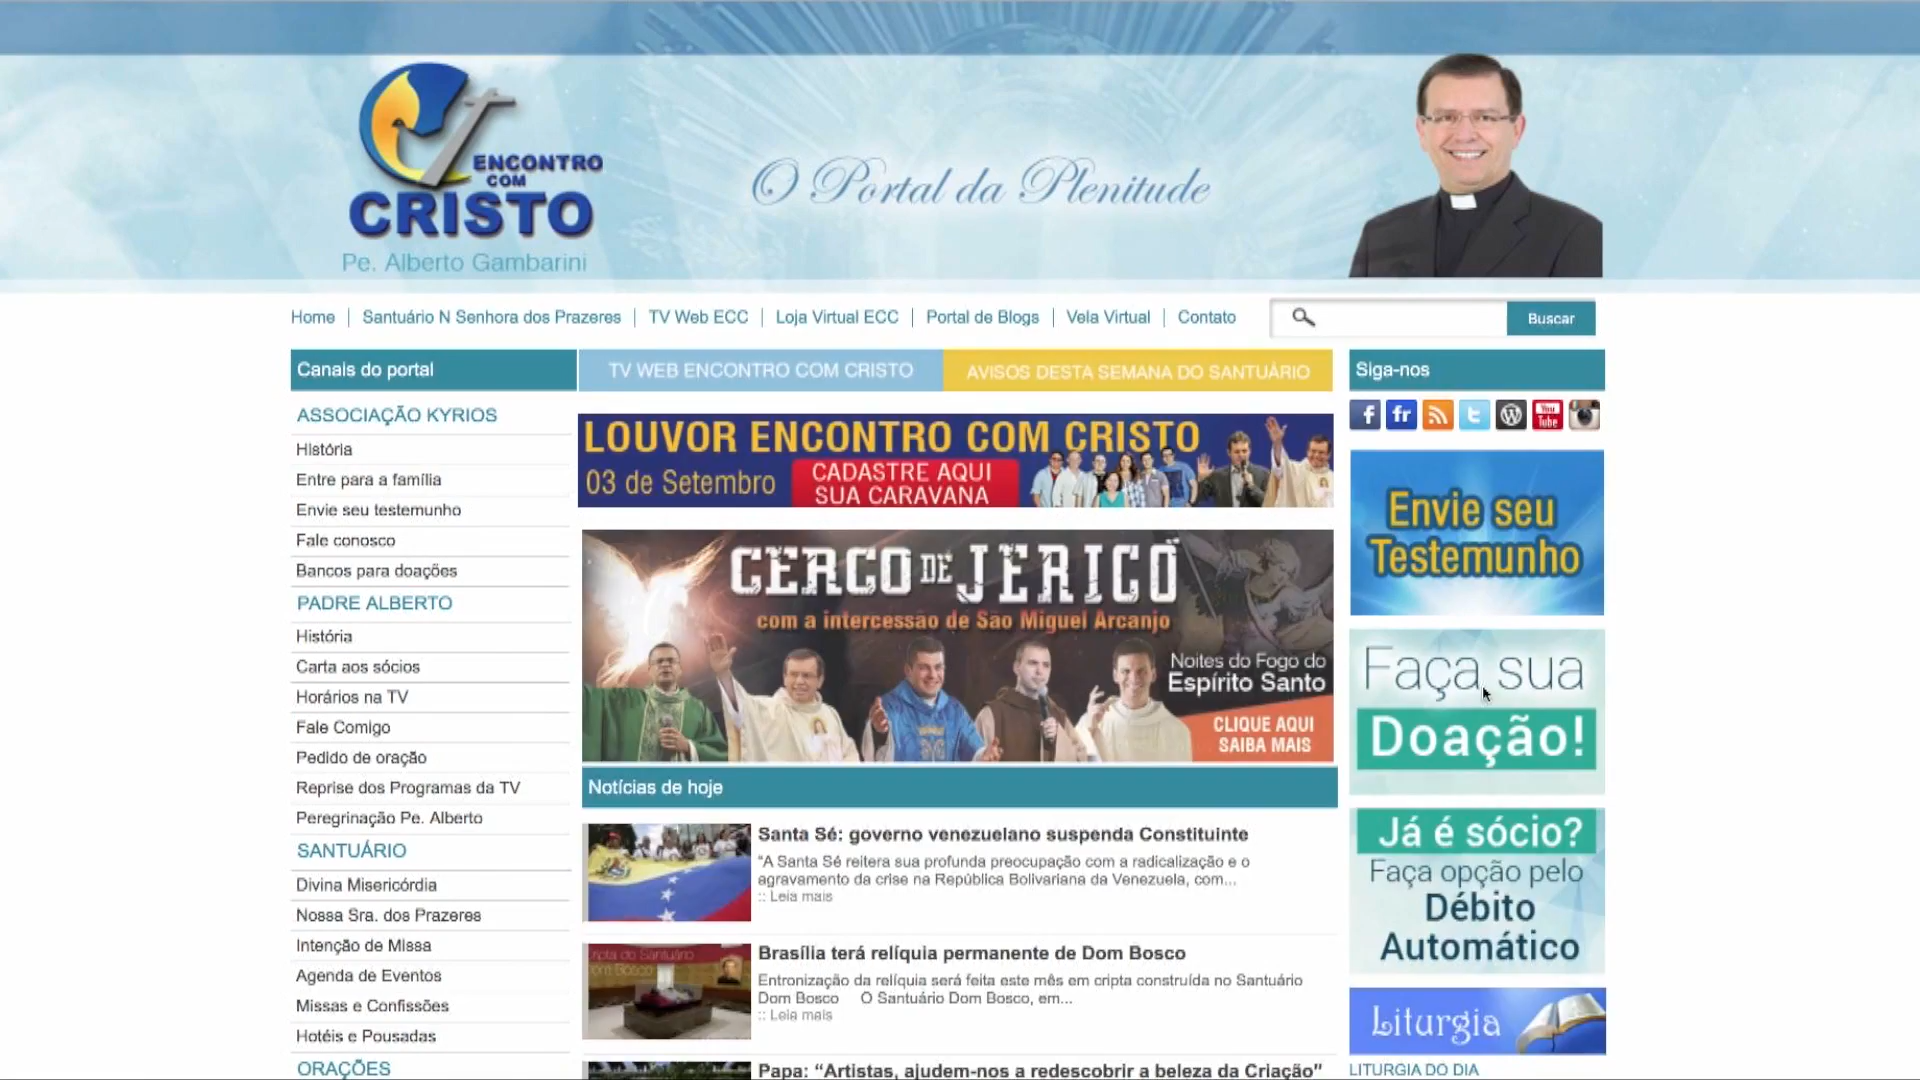 ENCONTRO
COM
CRISTO
Pe. Alberto Gambarini
O Portal da Plenitude
Home
Santuário N Senhora dos Prazeres
TV Web ECC
Loja Virtual ECC
Portal de Blogs
Vela Virtual
Contato
Buscar
Canais do portal
ASSOCIAÇÃO KYRIOS
História
Entre para a família
Envie seu testemunho
Fale conosco
Bancos para doações
PADRE ALBERTO
História
Carta aos sócios
Horários na TV
Fale Comigo
Pedido de oração
Reprise dos Programas da TV
Peregrinação Pe. Alberto
SANTUÁRIO
Divina Misericórdia
Nossa Sra. dos Prazeres
Intenção de Missa
Agenda de Eventos
Missas e Confissões
Hotéis e Pousadas
ORAÇÕES
TV WEB ENCONTRO COM CRISTO
AVISOS DESTA SEMANA DO SANTUÁRIO
LOUVOR ENCONTRO COM CRISTO
03 de Setembro
CADASTRE AQUI
SUA CARAVANA
CERCO DE JERICÓ
com a intercessão de São Miguel Arcanjo
Noites do Fogo do
Espírito Santo
CLIQUE AQUI
SAIBA MAIS
Notícias de hoje
Santa Sé: governo venezuelano suspenda Constituinte
“A Santa Sé reitera sua profunda preocupação com a radicalização e o
agravamento da crise na República Bolivariana da Venezuela, com...
:: Leia mais
Brasília terá relíquia permanente de Dom Bosco
Entronização da relíquia será feita este mês em cripta construída no Santuário
Dom Bosco O Santuário Dom Bosco, em...
:: Leia mais
Papa: “Artistas, ajudem-nos a redescobrir a beleza da Criação”
Siga-nos
f
fr
t
W
You
Tube
Envie seu
Testemunho
Faça sua
Doação!
Já é sócio?
Faça opção pelo
Débito
Automático
Liturgia
LITURGIA DO DIA